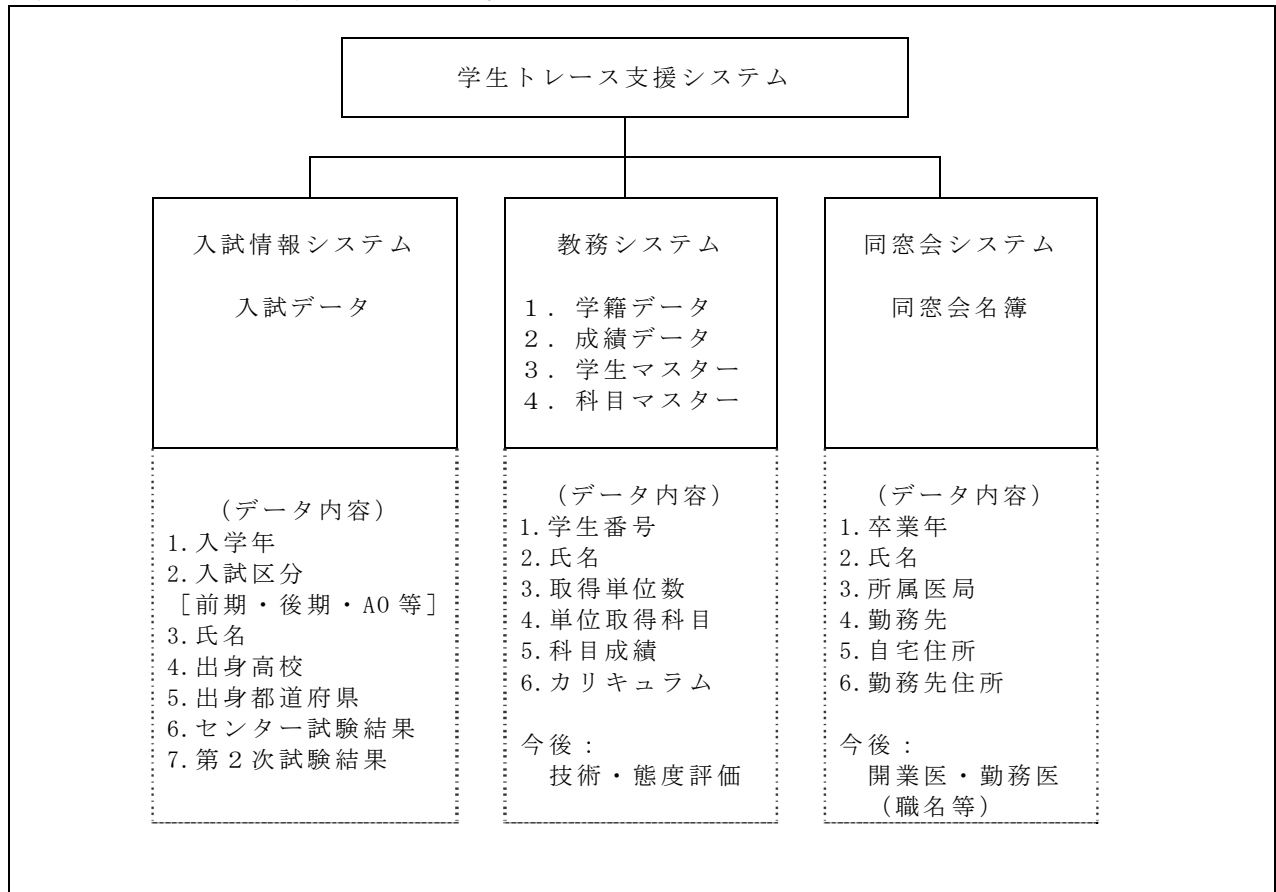 学生トレース支援システム
入試情報システム
入試データ
(データ内容)
1.入学年
2.入試区分
［前期・後期・AO等］
3.氏名
4.出身高校
5.出身都道府県
6.センター試験結果
7.第２次試験結果
教務システム
１．学籍データ
２．成績データ
３．学生マスター
４．科目マスター
(データ内容)
1.学生番号
2.氏名
3.取得単位数
4.単位取得科目
5.科目成績
6.カリキュラム
今後：
技術・態度評価
同窓会システム
同窓会名簿
(データ内容)
1.卒業年
2.氏名
3.所属医局
4.勤務先
5.自宅住所
6.勤務先住所
今後：
開業医・勤務医
(職名等)